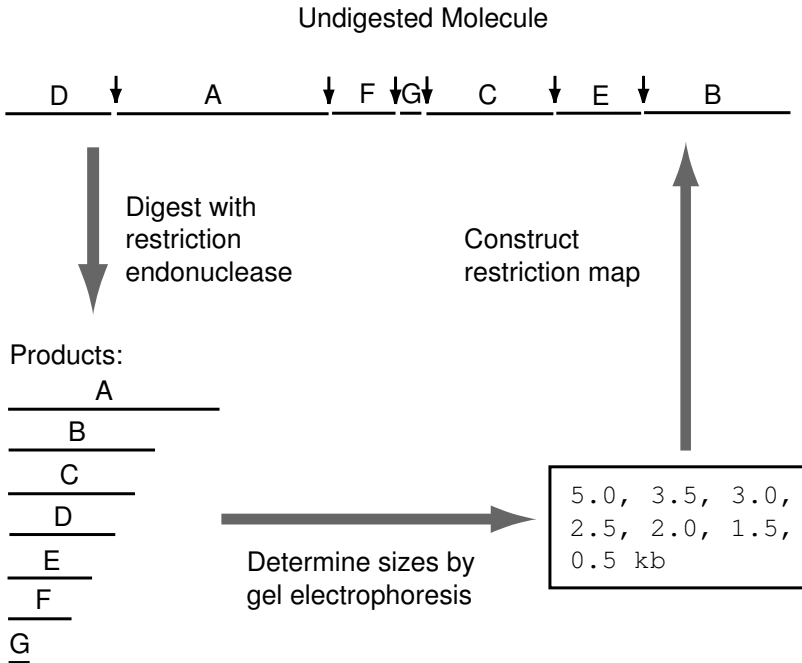 Undigested Molecule
D A F G C E B
Digest with
restriction
endonuclease
Construct
restriction map
Products:
A
B
C
D
E
F
G
Determine sizes by
gel electrophoresis
5.0, 3.5, 3.0,
2.5, 2.0, 1.5,
0.5 kb